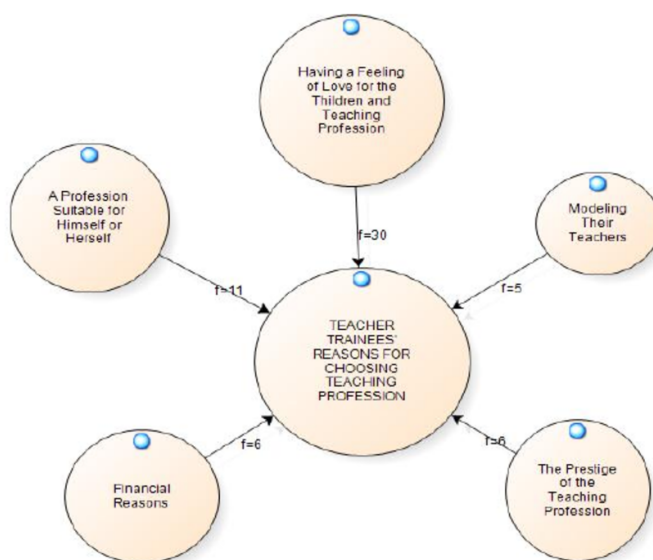 Having a Feeling
of Love for the
Thildren and
Teaching
Profession
A Profession
Suitable for
Himself or
Herself
Modeling
Their
Teachers
f=30
f=11
f=5
TEACHER
TRAINEES'
REASONS FOR
CHOOSING
TEACHING
PROFESSION
f=6
f=6
Financial
Reasons
The Prestige
of the
Teaching
Profession